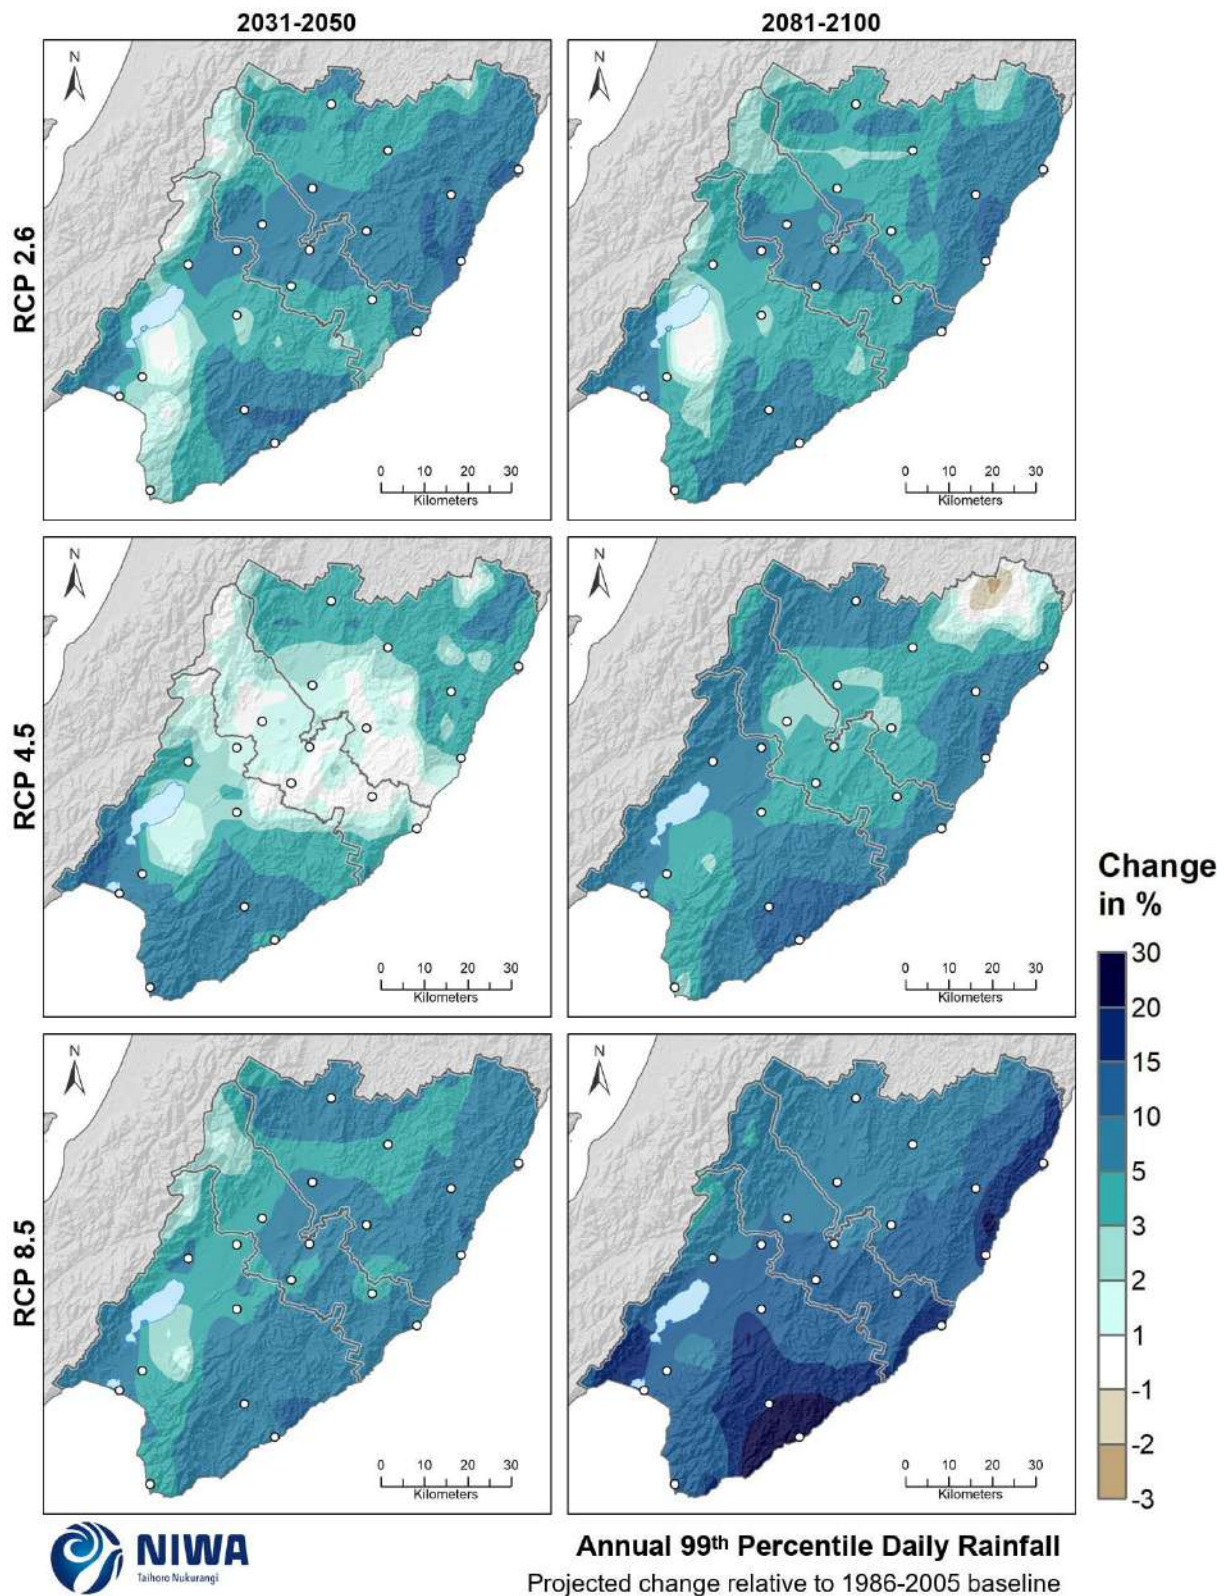 2031-2050
2081-2100
RCP 2.6
N
0 10 20 30
Kilometers
N
0 10 20 30
Kilometers
RCP 4.5
N
0 10 20 30
Kilometers
N
0 10 20 30
Kilometers
RCP 8.5
N
0 10 20 30
Kilometers
N
0 10 20 30
Kilometers
Change
in %
30
20
15
10
5
3
2
1
-1
-2
-3
NIWA
Taihoro Nukurangi
Annual 99th Percentile Daily Rainfall
Projected change relative to 1986-2005 baseline